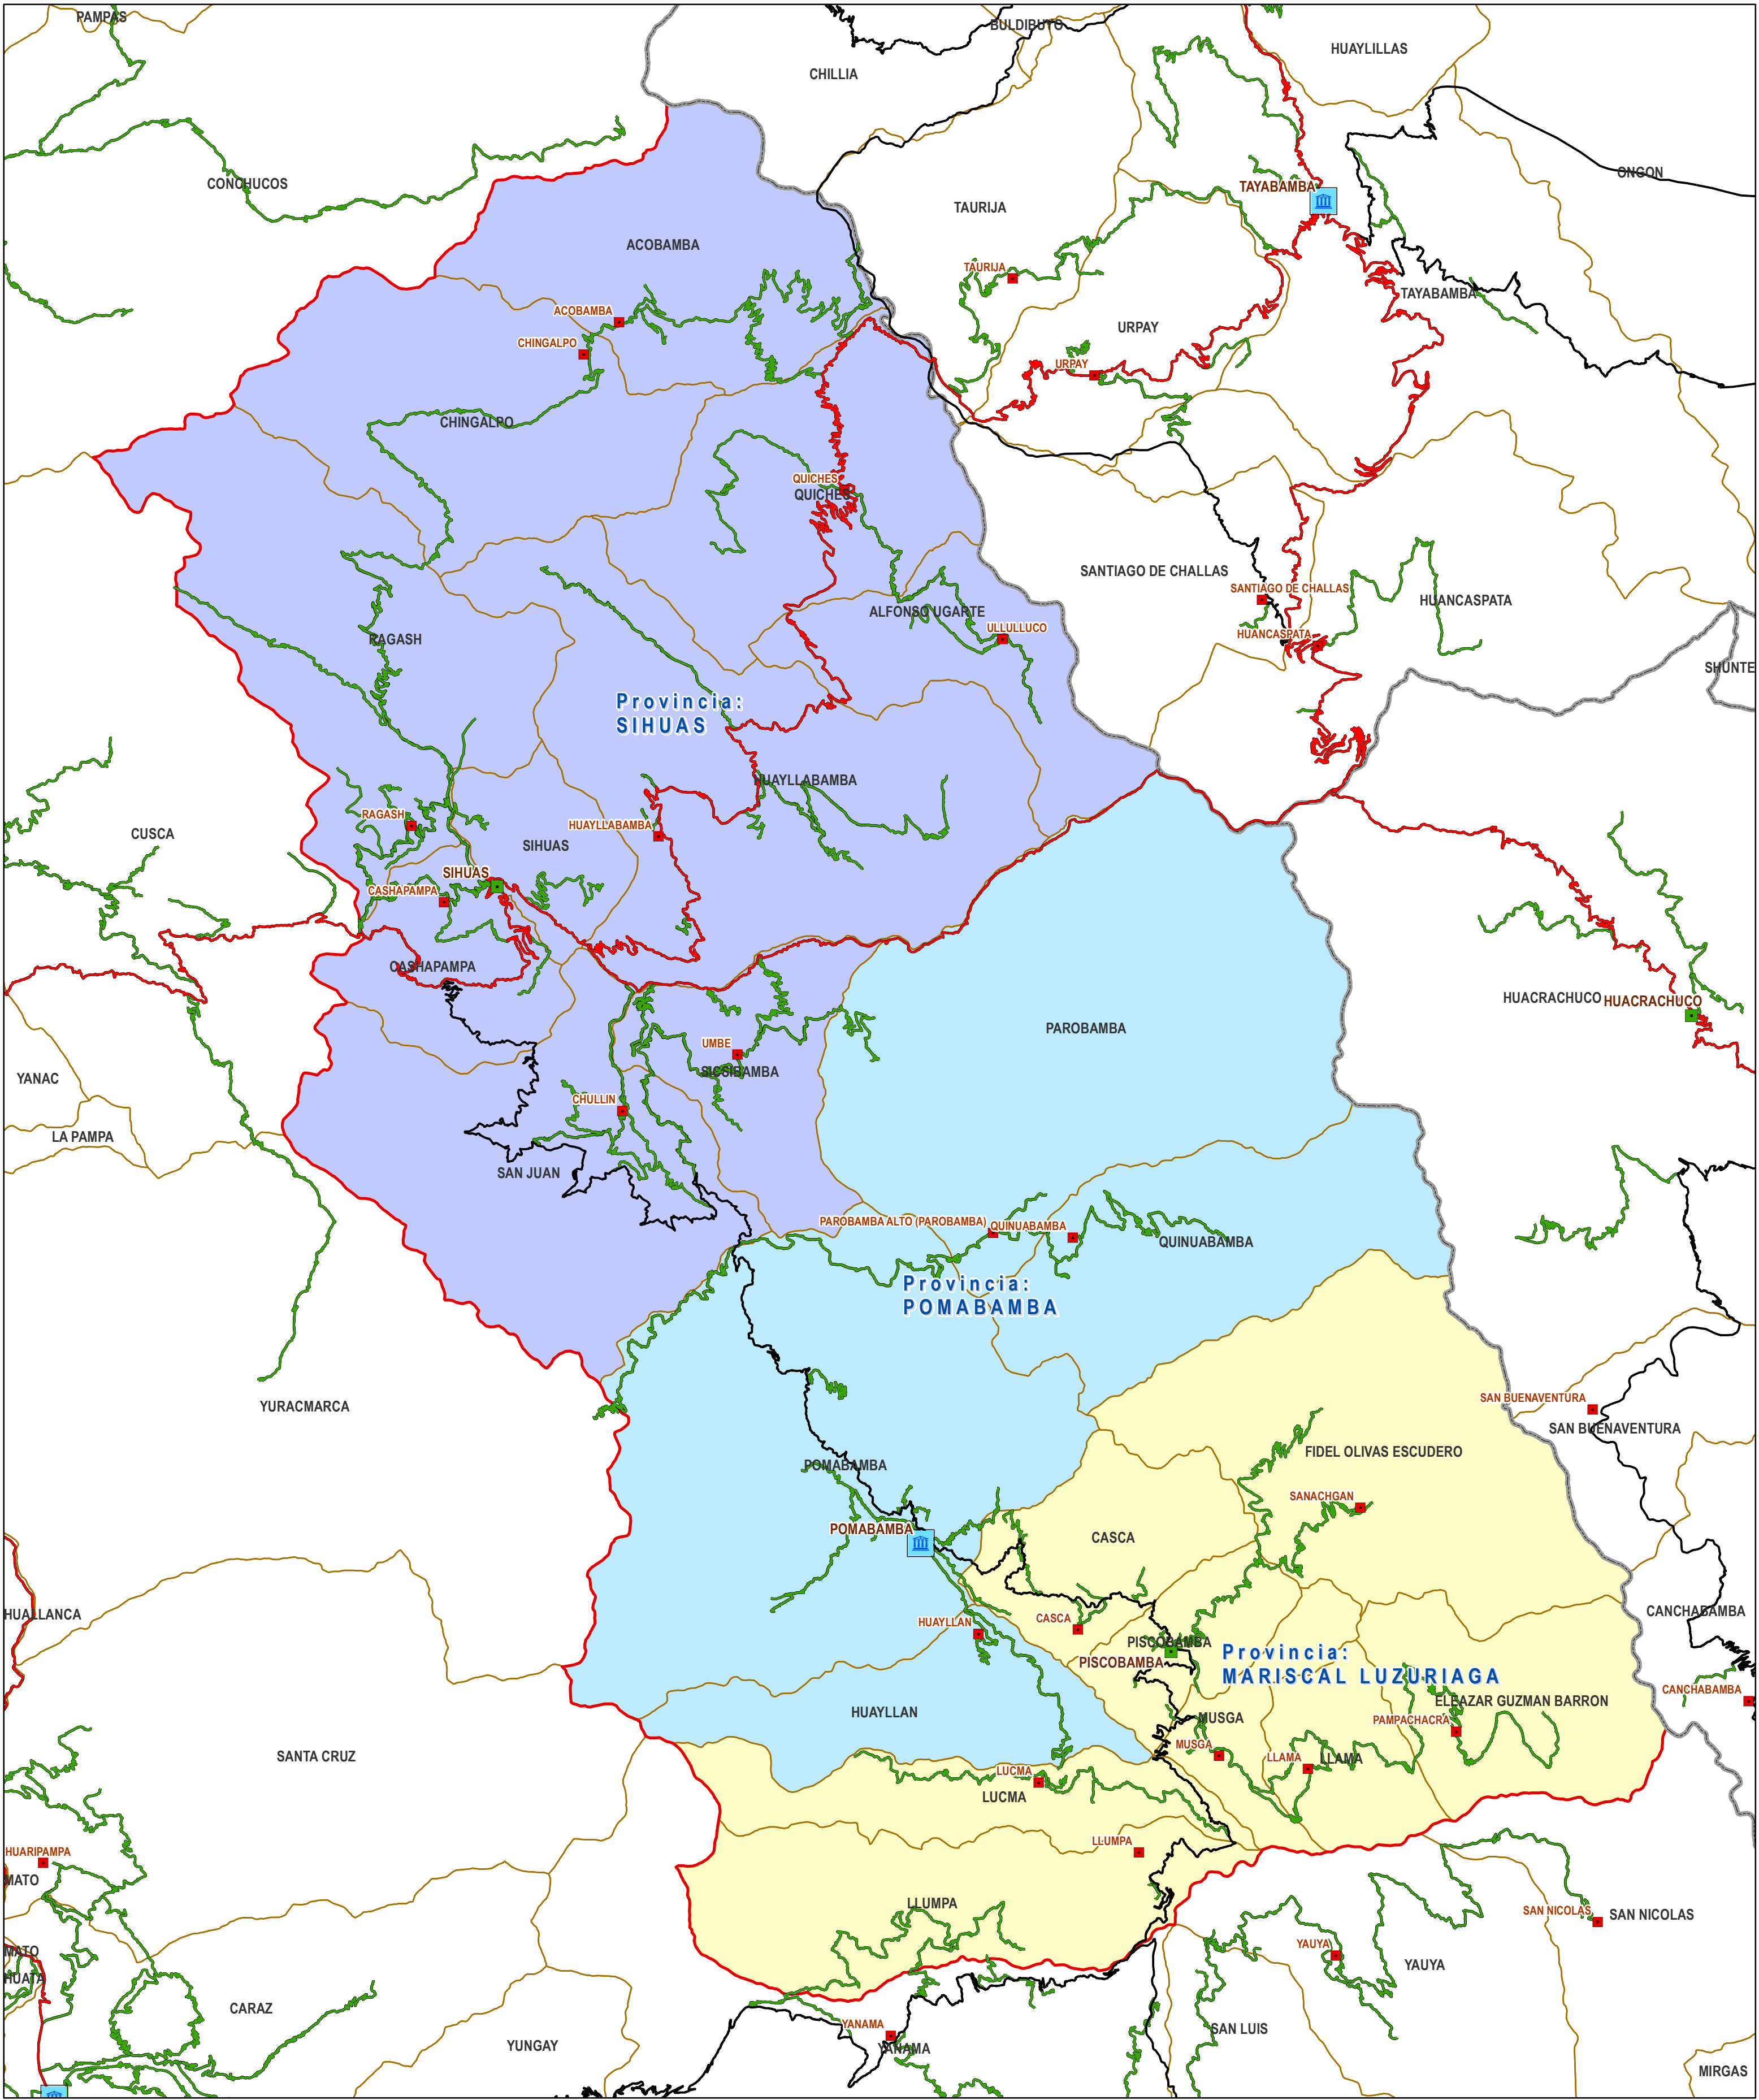 PAMPAS
BULDIBUYO
HUAYLILLAS
CHILLIA
ONGON
CONCHUCOS
TAYABAMBA
TAURIJA
ACOBAMBA
TAURIJA
TAYABAMBA
ACOBAMBA
URPAY
CHINGALPO
URPAY
CHINGALPO
QUICHES
QUICHES
SANTIAGO DE CHALLAS
SANTIAGO DE CHALLAS
HUANCASPATA
ALFONSO UGARTE
ULLULLUCO
HUANCASPATA
RAGASH
SHUNTE
Provincia:
SIHUAS
HUAYLLABAMBA
RAGASH
HUAYLLABAMBA
CUSCA
SIHUAS
SIHUAS
CASHAPAMPA
CASHAPAMPA
HUACRACHUCO
HUACRACHUCO
PAROBAMBA
UMBE
SICSIBAMBA
YANAC
CHULLIN
LA PAMPA
SAN JUAN
PAROBAMBA ALTO (PAROBAMBA)
QUINUABAMBA
QUINUABAMBA
Provincia:
POMABAMBA
SAN BUENAVENTURA
YURACMARCA
SAN BUENAVENTURA
FIDEL OLIVAS ESCUDERO
POMABAMBA
SANACHGAN
POMABAMBA
CASCA
HUALLANCA
CANCHABAMBA
CASCA
HUAYLLAN
PISCOBAMBA
PISCOBAMBA
Provincia:
MARISCAL LUZURIAGA
CANCHABAMBA
ELEAZAR GUZMAN BARRON
HUAYLLAN
MUSGA
PAMPACHACRA
MUSGA
SANTA CRUZ
LLAMA
LLAMA
LUCMA
LUCMA
LLUMPA
HUARIPAMPA
MATO
LLUMPA
SAN NICOLAS
SAN NICOLAS
YAUYA
MATO
YAUYA
HUATA
CARAZ
YANAMA
SAN LUIS
YUNGAY
YANAMA
MIRGAS